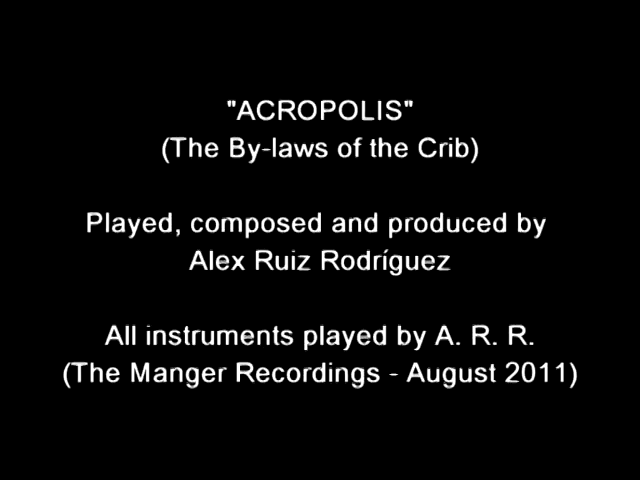 "ACROPOLIS"
(The By-laws of the Crib)
Played, composed and produced by
Alex Ruiz Rodríguez
All instruments played by A. R. R.
(The Manger Recordings - August 2011)